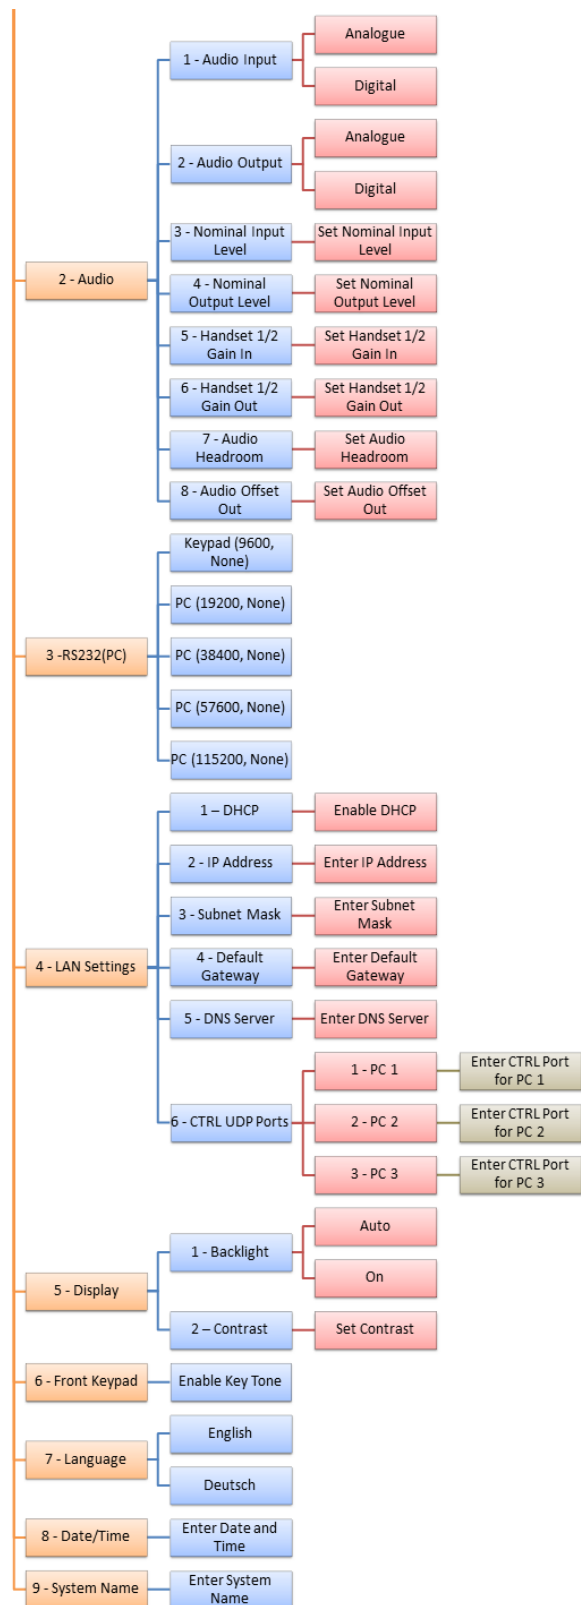 1 - Audio Input
Analogue
Digital
2 - Audio Output
Analogue
Digital
2 - Audio
3 - Nominal Input
Level
Set Nominal Input
Level
4 - Nominal
Output Level
Set Nominal
Output Level
5 - Handset 1/2
Gain In
Set Handset 1/2
Gain In
6 - Handset 1/2
Gain Out
Set Handset 1/2
Gain Out
7 - Audio
Headroom
Set Audio
Headroom
8 - Audio Offset
Out
Set Audio Offset
Out
3 -RS232(PC)
Keypad (9600,
None)
PC (19200, None)
PC (38400, None)
PC (57600, None)
PC (115200, None)
4 - LAN Settings
1 – DHCP
Enable DHCP
2 - IP Address
Enter IP Address
3 - Subnet Mask
Enter Subnet
Mask
4 - Default
Gateway
Enter Default
Gateway
5 - DNS Server
Enter DNS Server
6 - CTRL UDP Ports
1 - PC 1
Enter CTRL Port
for PC 1
2 - PC 2
Enter CTRL Port
for PC 2
3 - PC 3
Enter CTRL Port
for PC 3
5 - Display
1 - Backlight
Auto
On
2 – Contrast
Set Contrast
6 - Front Keypad
Enable Key Tone
7 - Language
English
Deutsch
8 - Date/Time
Enter Date and
Time
9 - System Name
Enter System
Name